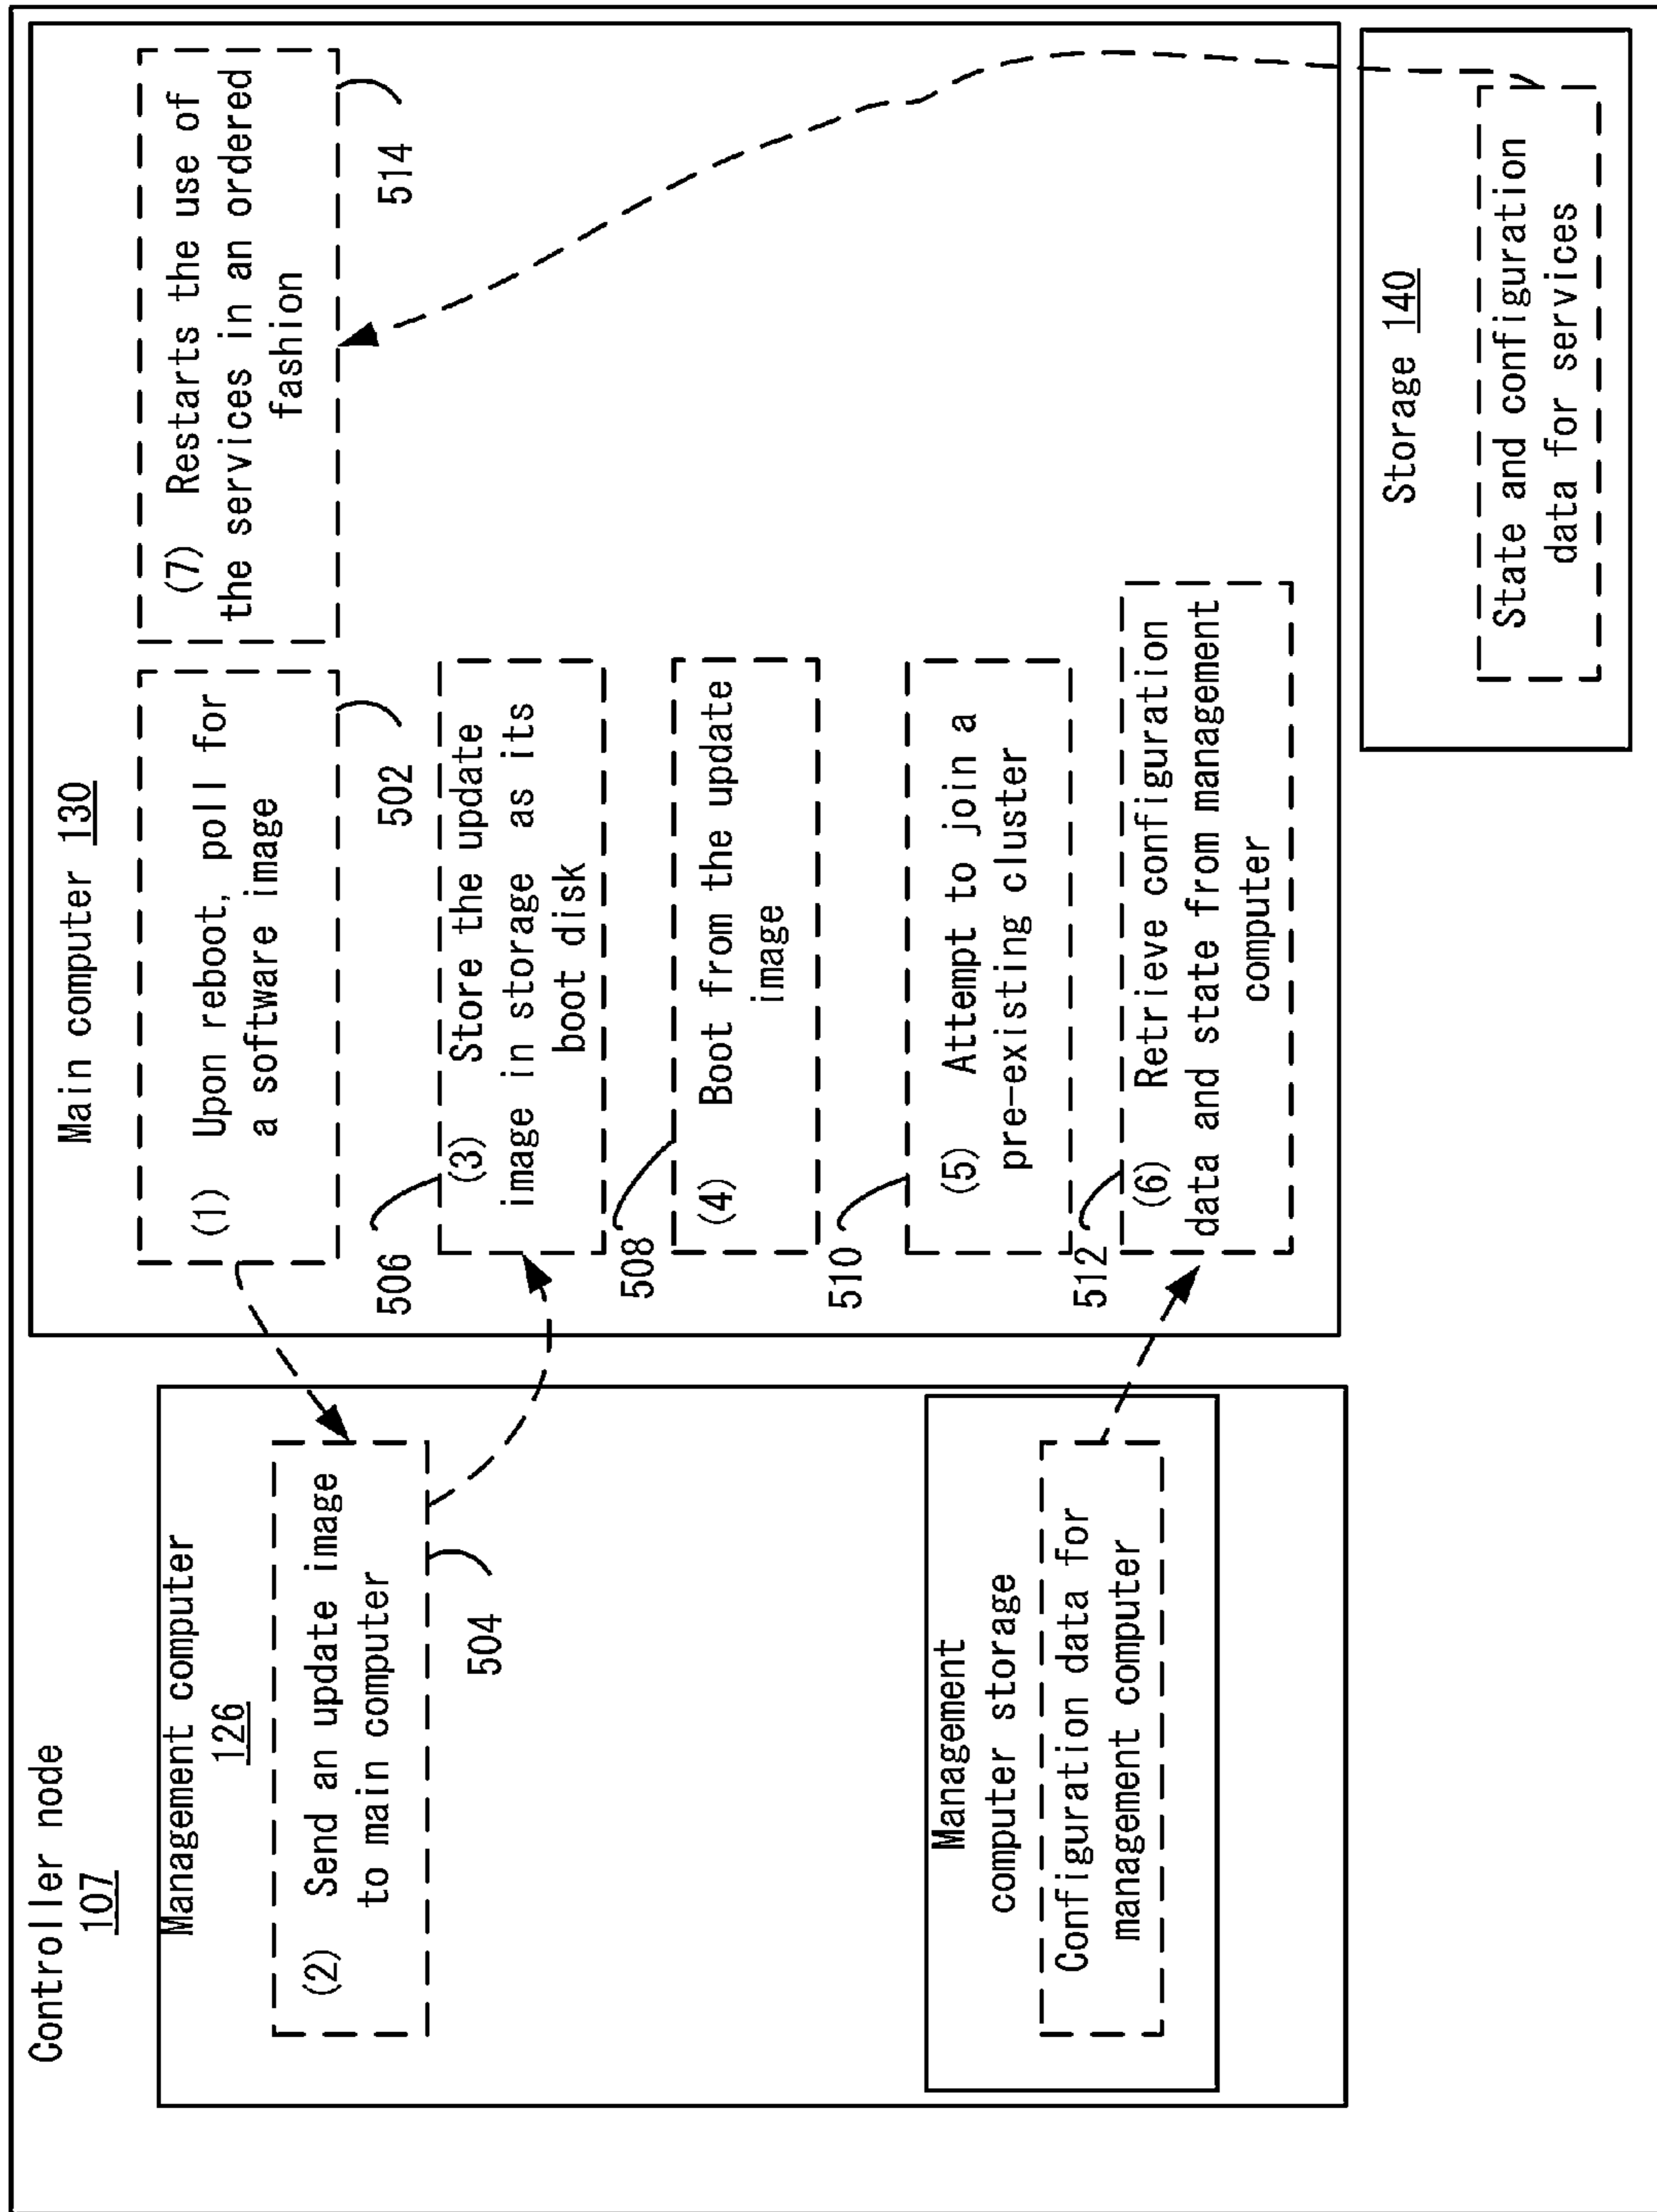 Controller node
107
Management computer
126
(2) Send an update image
to main computer
504
Management
computer storage
Configuration data for
management computer
Main computer 130
(1) Upon reboot, poll for
a software image
502
506
(3) Store the update
image in storage as its
boot disk
508
(4) Boot from the update
image
510
(5) Attempt to join a
pre-existing cluster
512
(6) Retrieve configuration
data and state from management
computer
(7) Restarts the use of
the services in an ordered
fashion
514
Storage 140
State and configuration
data for services